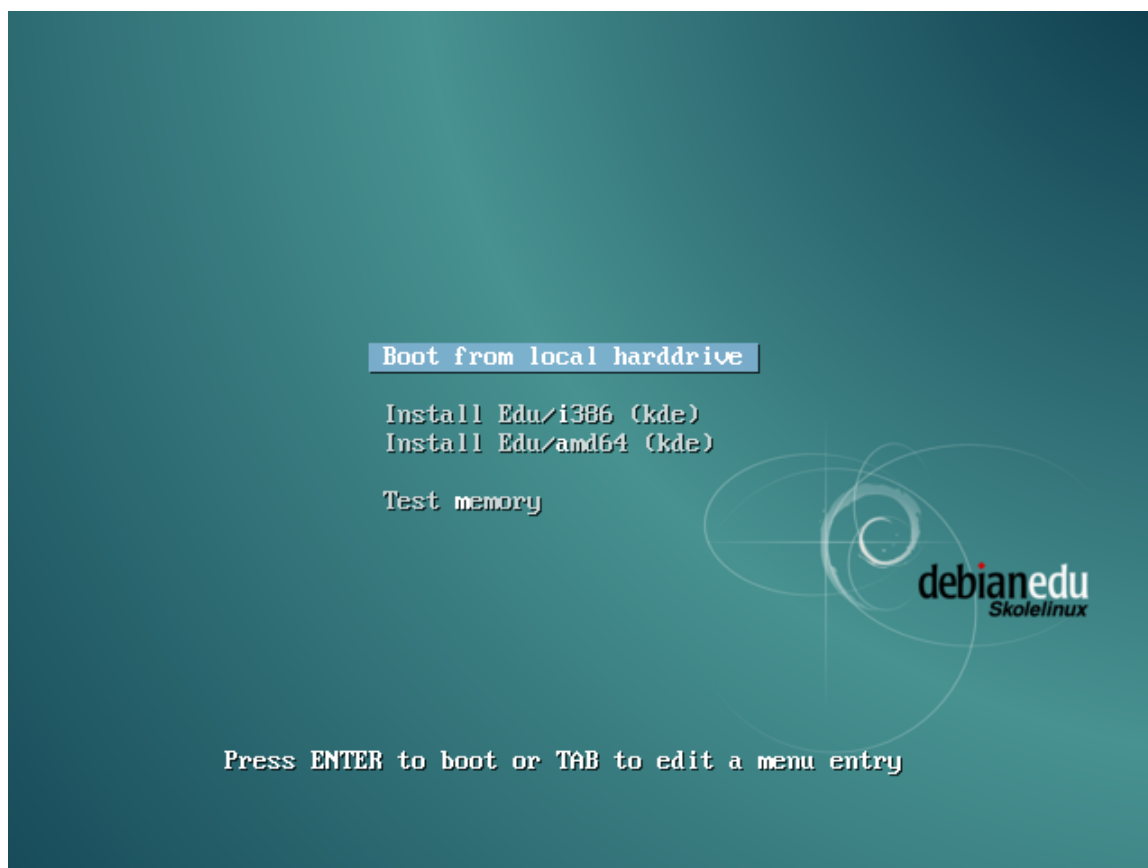 Boot from local harddrive
Install Edu/i386 (kde)
Install Edu/amd64 (kde)
Test memory
debianedu
Skolelinux
Press ENTER to boot or TAB to edit a menu entry